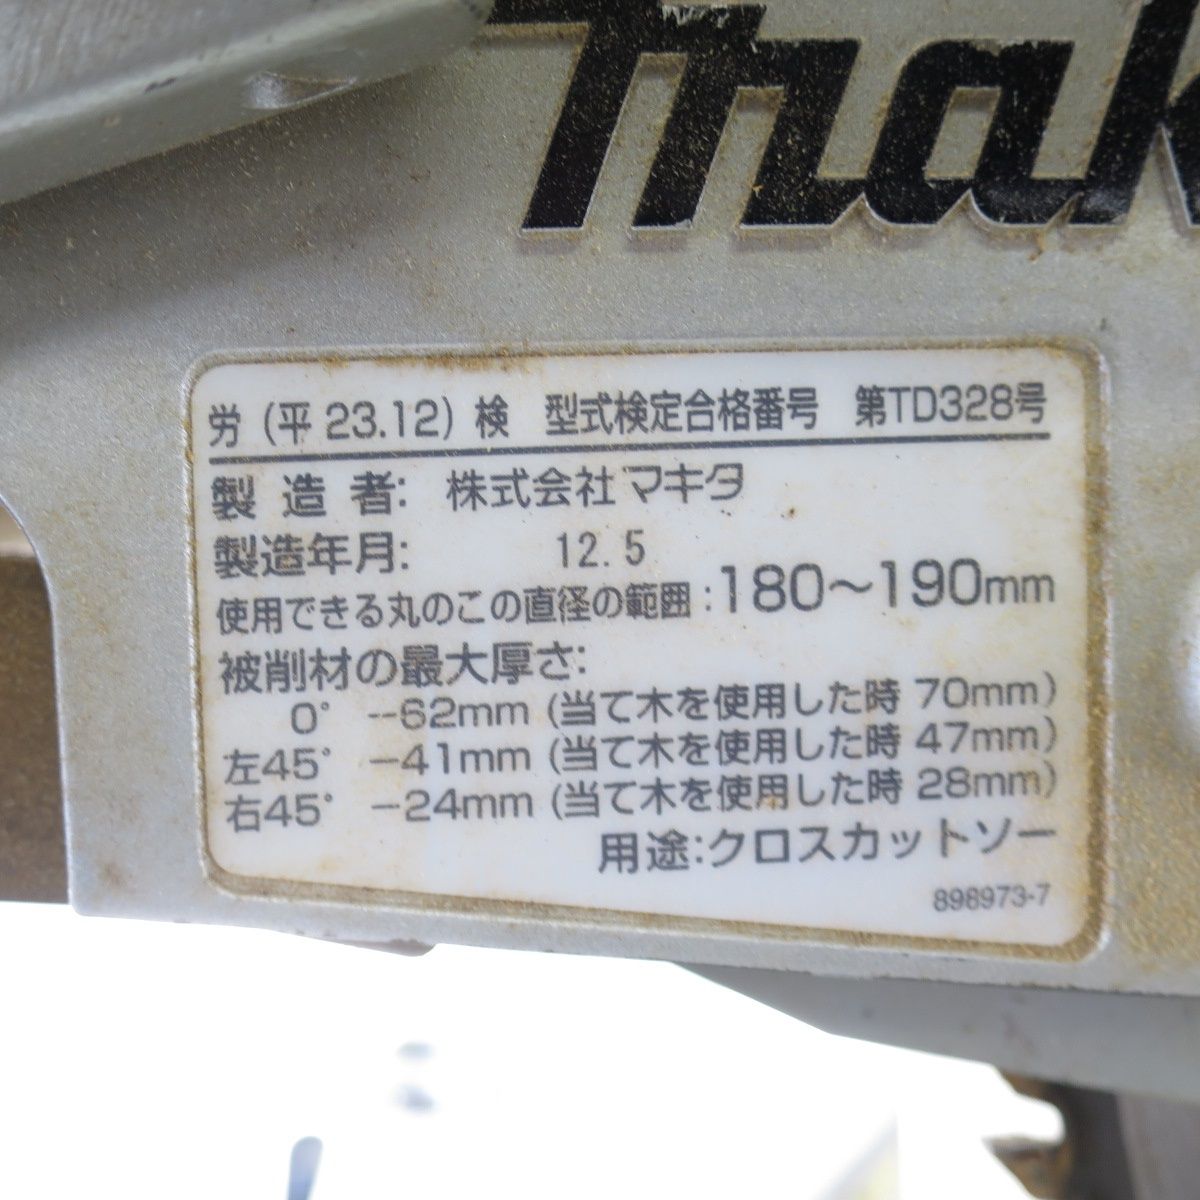 mak
労 (平 23.12) 検 型式検定合格番号 第TD328号
製造者: 株式会社 マキタ
製造年月: 12.5
使用できる丸のこの直径の範囲:180～190mm
被削材の最大厚さ:
0° --62mm (当て木を使用した時 70mm)
左45° -41mm (当て木を使用した時 47mm)
右45° -24mm (当て木を使用した時 28mm)
用途:クロスカットソー
898973-7